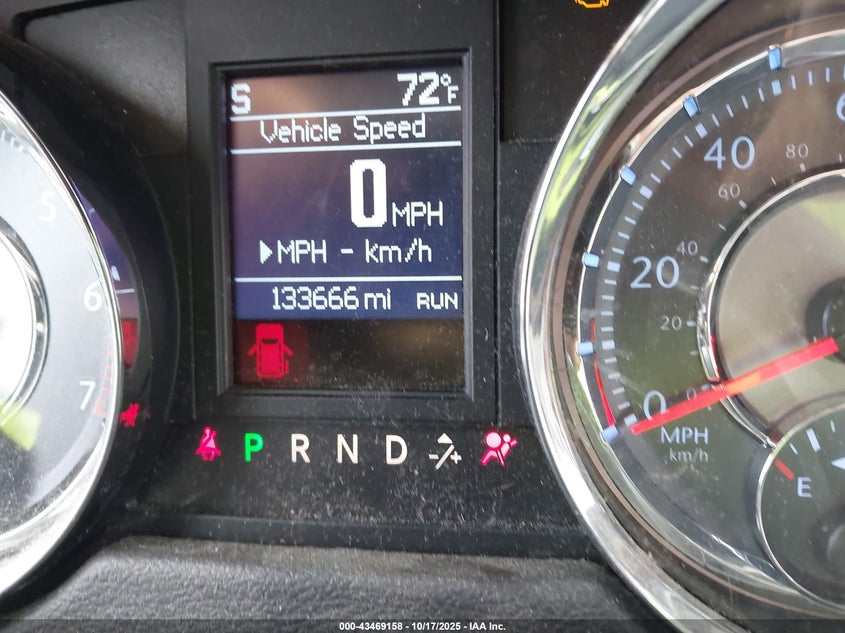 S 72°F
Vehicle Speed
0 MPH
▶MPH - km/h
133666 mi RUN
P R N D -/+
5
6
7
40
20
0
80
60
40
20
0
MPH
km/h
E
000-43469158 - 10/17/2025 - IAA Inc.